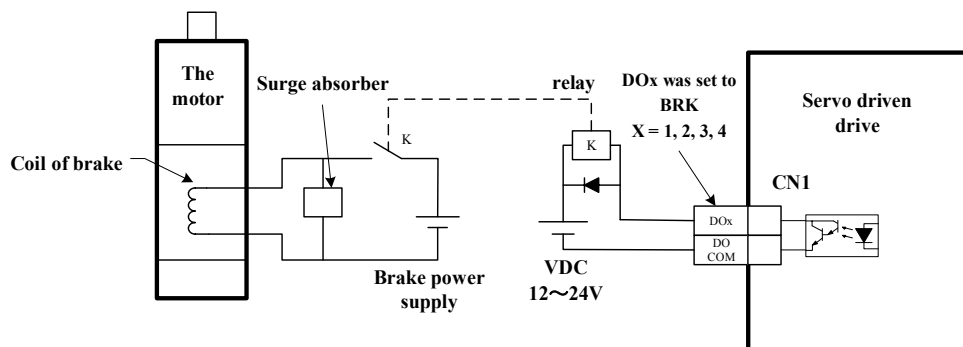 The
motor
Surge absorber
Coil of brake
K
Brake power
supply
relay
K
VDC
12～24V
DOx was set to
BRK
X = 1, 2, 3, 4
CN1
DOx
DO
COM
Servo driven
drive